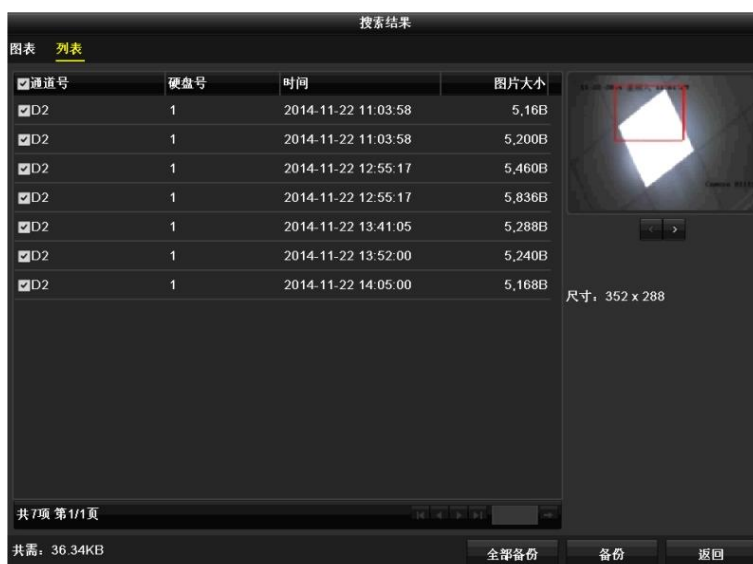 搜索结果
图表 列表
通道号 硬盘号 时间 图片大小
D2 1 2014-11-22 11:03:58 5,16B
D2 1 2014-11-22 11:03:58 5,200B
D2 1 2014-11-22 12:55:17 5,460B
D2 1 2014-11-22 12:55:17 5,836B
D2 1 2014-11-22 13:41:05 5,288B
D2 1 2014-11-22 13:52:00 5,240B
D2 1 2014-11-22 14:05:00 5,168B
尺寸：352 x 288
共7项 第1/1页
共需：36.34KB
全部备份 备份 返回